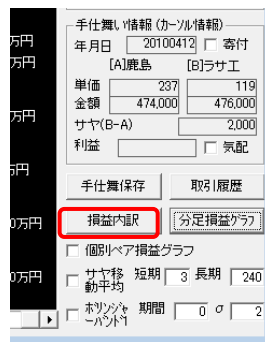 手仕舞い情報(カーソル情報)
年月日 20100412 寄付
[A]鹿島 [B]ラサ工
単価 237 119
金額 474,000 476,000
サヤ(B-A) 2,000
利益 気配
手仕舞保存 取引履歴
損益内訳 分足損益グラフ
個別ペア損益グラフ
サヤ移動平均 短期 3 長期 240
ボリンジャーバンド 期間 0 σ 2
万円
万円
万円
万円
0万円
0万円